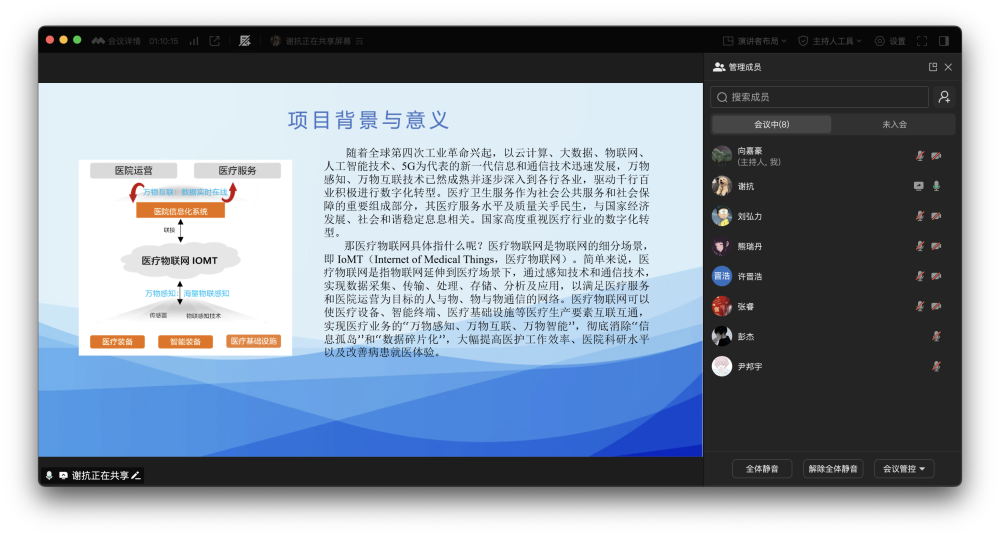 会议详情 01:10:15 谢抗正在共享屏幕
演讲者布局 主持人工具 设置
项目背景与意义
医院运营 医疗服务
万物互联：数据实时在线
医院信息化系统
联接
医疗物联网 IOMT
万物感知：海量物联感知
传感器 物联感知技术
医疗装备 智能装备 医疗基础设施
随着全球第四次工业革命兴起，以云计算、大数据、物联网、
人工智能技术、5G为代表的新一代信息和通信技术迅速发展，万物
感知、万物互联技术已然成熟并逐步深入到各行各业，驱动千行百
业积极进行数字化转型。医疗卫生服务作为社会公共服务和社会保
障的重要组成部分，其医疗服务水平及质量关乎民生，与国家经济
发展、社会和谐稳定息息相关。国家高度重视医疗行业的数字化转
型。
那医疗物联网具体指什么呢？医疗物联网是物联网的细分场景，
即 IoMT（Internet of Medical Things，医疗物联网）。简单来说，医
疗物联网是指物联网延伸到医疗场景下，通过感知技术和通信技术，
实现数据采集、传输、处理、存储、分析及应用，以满足医疗服务
和医院运营为目标的人与物、物与物通信的网络。医疗物联网可以
使医疗设备、智能终端、医疗基础设施等医疗生产要素互联互通，
实现医疗业务的“万物感知、万物互联、万物智能”，彻底消除“信
息孤岛”和“数据碎片化”，大幅提高医护工作效率、医院科研水平
以及改善病患就医体验。
谢抗正在共享
管理成员
搜索成员
会议中(8) 未入会
向嘉豪
(主持人, 我)
谢抗
刘弘力
熊瑞丹
晋浩 许晋浩
张睿
彭杰
尹邦宇
全体静音 解除全体静音 会议管控